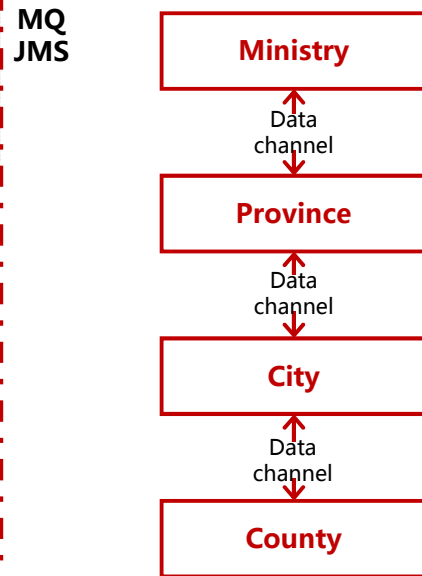 MQ
JMS
Ministry
Data
channel
Province
Data
channel
City
Data
channel
County